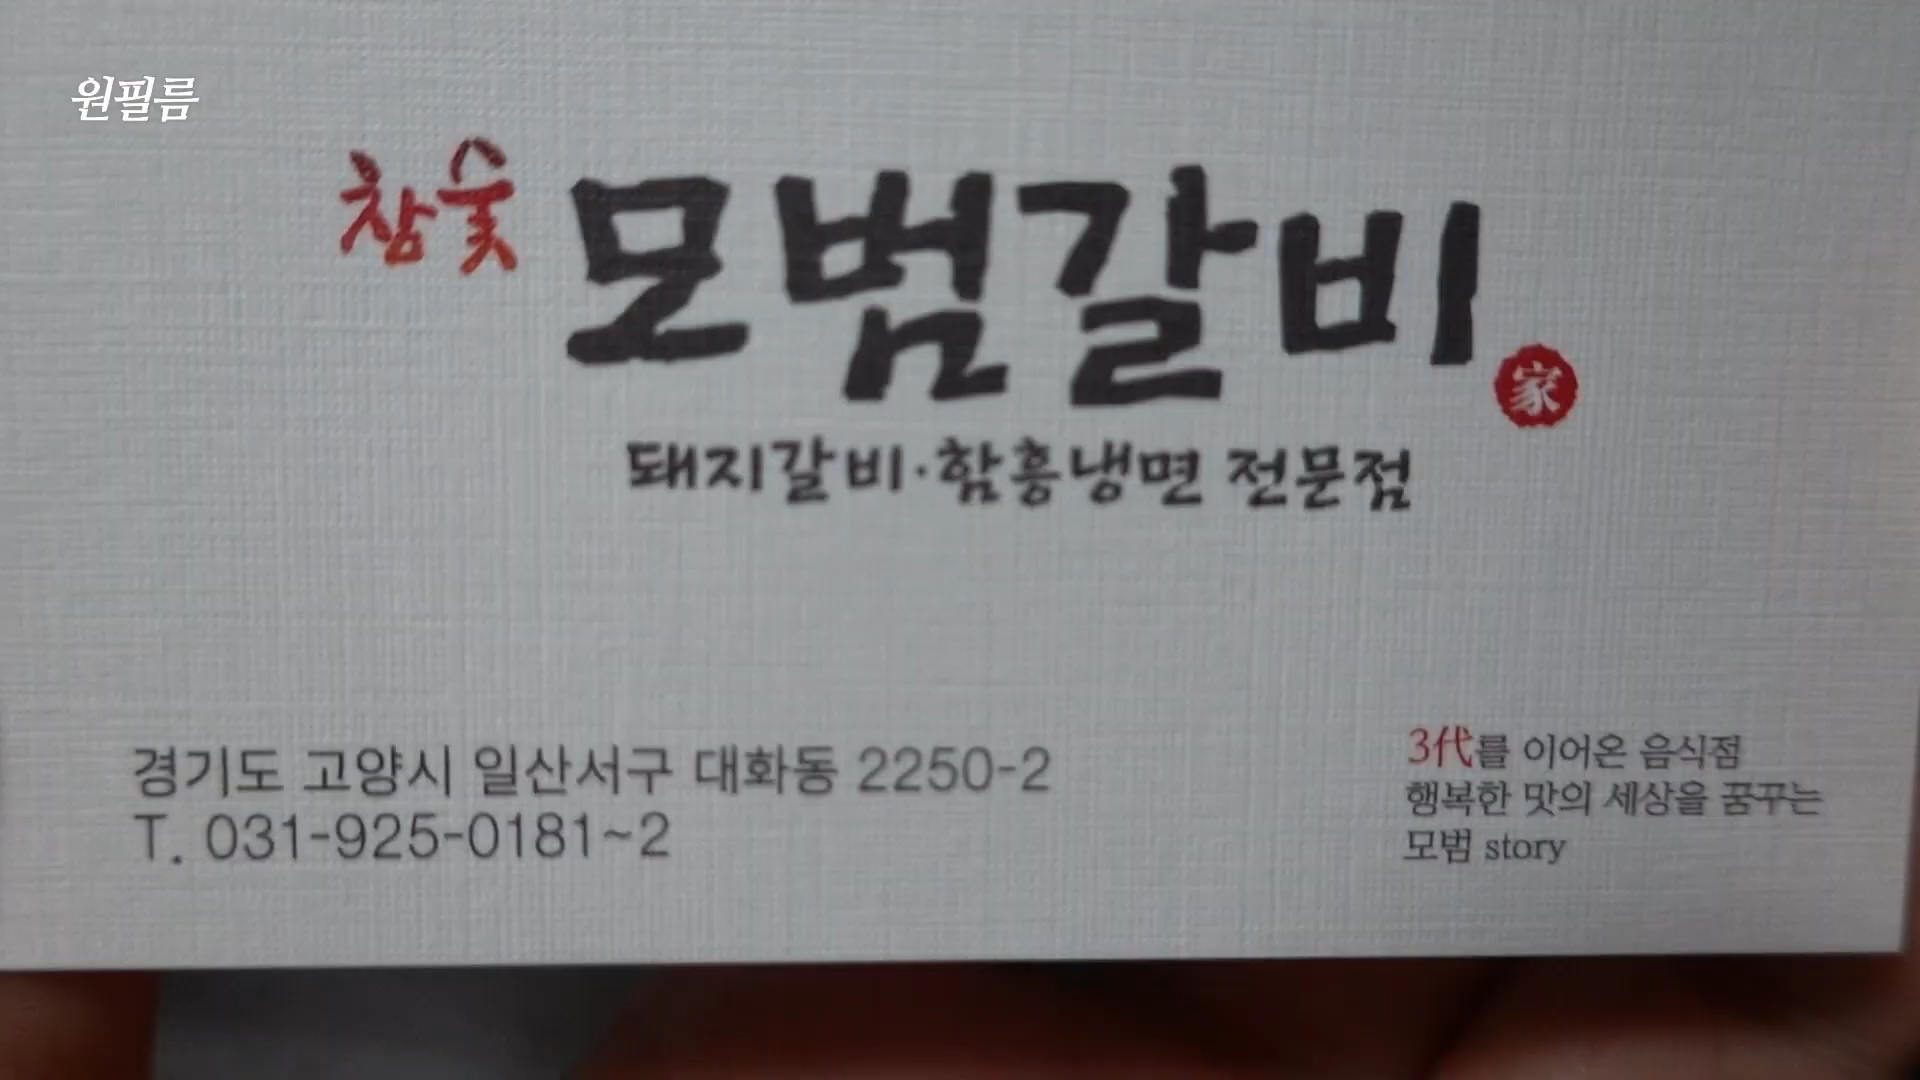 원필름
참숯 모범갈비 家
돼지갈비·함흥냉면 전문점
경기도 고양시 일산서구 대화동 2250-2
T. 031-925-0181~2
3代를 이어온 음식점
행복한 맛의 세상을 꿈꾸는
모범 story